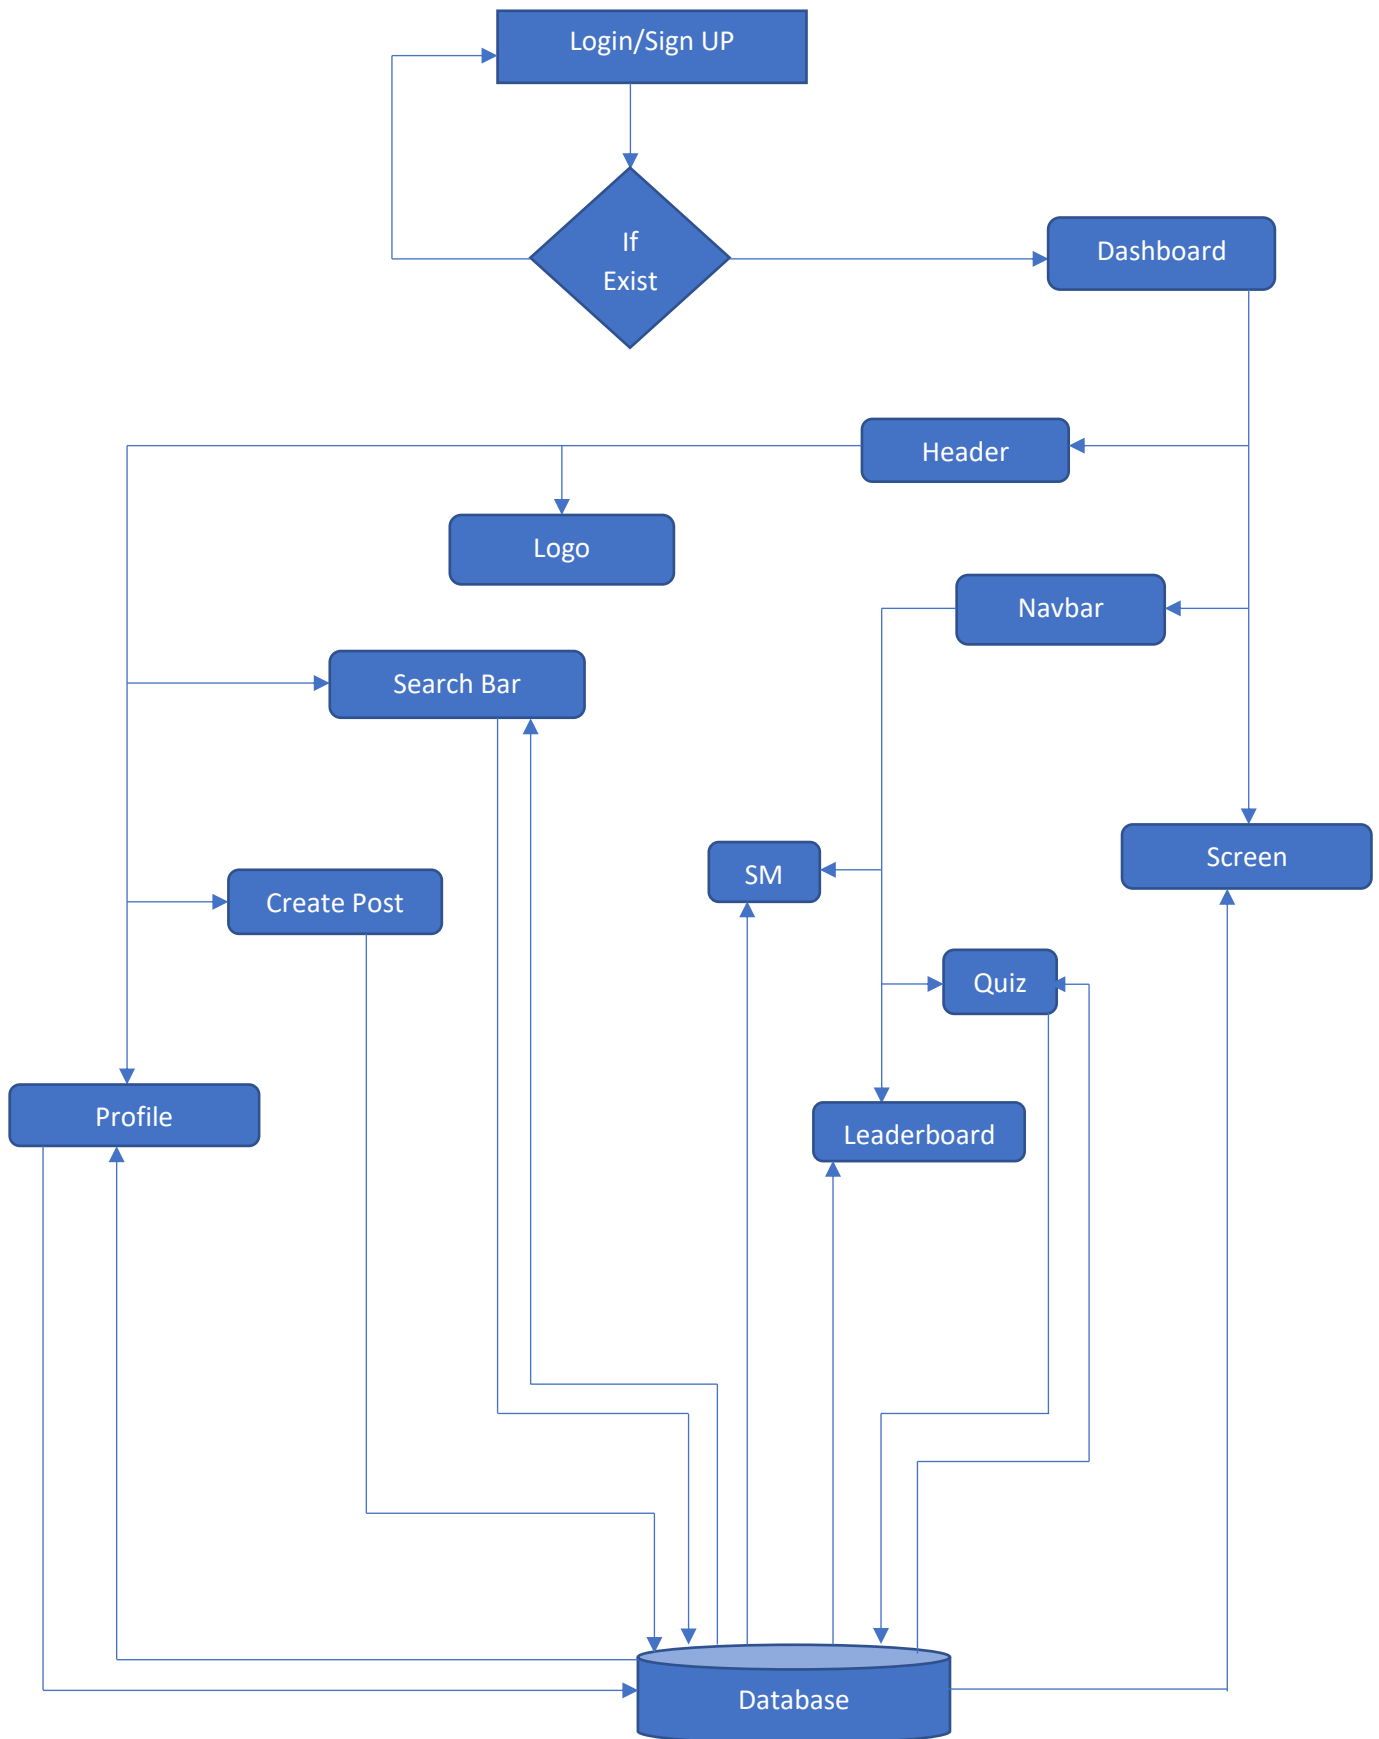 Login/Sign UP
If
Exist
Dashboard
Header
Logo
Navbar
Search Bar
Screen
SM
Create Post
Quiz
Profile
Leaderboard
Database